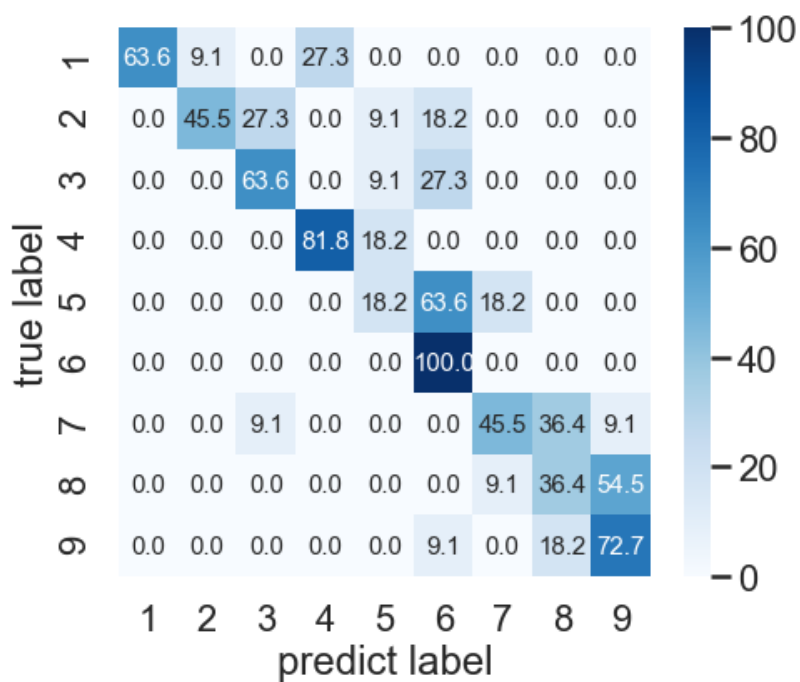 1 63.6 9.1 0.0 27.3 0.0 0.0 0.0 0.0 0.0
2 0.0 45.5 27.3 0.0 9.1 18.2 0.0 0.0 0.0
3 0.0 0.0 63.6 0.0 9.1 27.3 0.0 0.0 0.0
4 0.0 0.0 0.0 81.8 18.2 0.0 0.0 0.0 0.0
5 0.0 0.0 0.0 0.0 18.2 63.6 18.2 0.0 0.0
6 0.0 0.0 0.0 0.0 0.0 100.0 0.0 0.0 0.0
7 0.0 0.0 9.1 0.0 0.0 0.0 45.5 36.4 9.1
8 0.0 0.0 0.0 0.0 0.0 0.0 9.1 36.4 54.5
9 0.0 0.0 0.0 0.0 0.0 9.1 0.0 18.2 72.7
1 2 3 4 5 6 7 8 9
predict label
true label
100
80
60
40
20
0